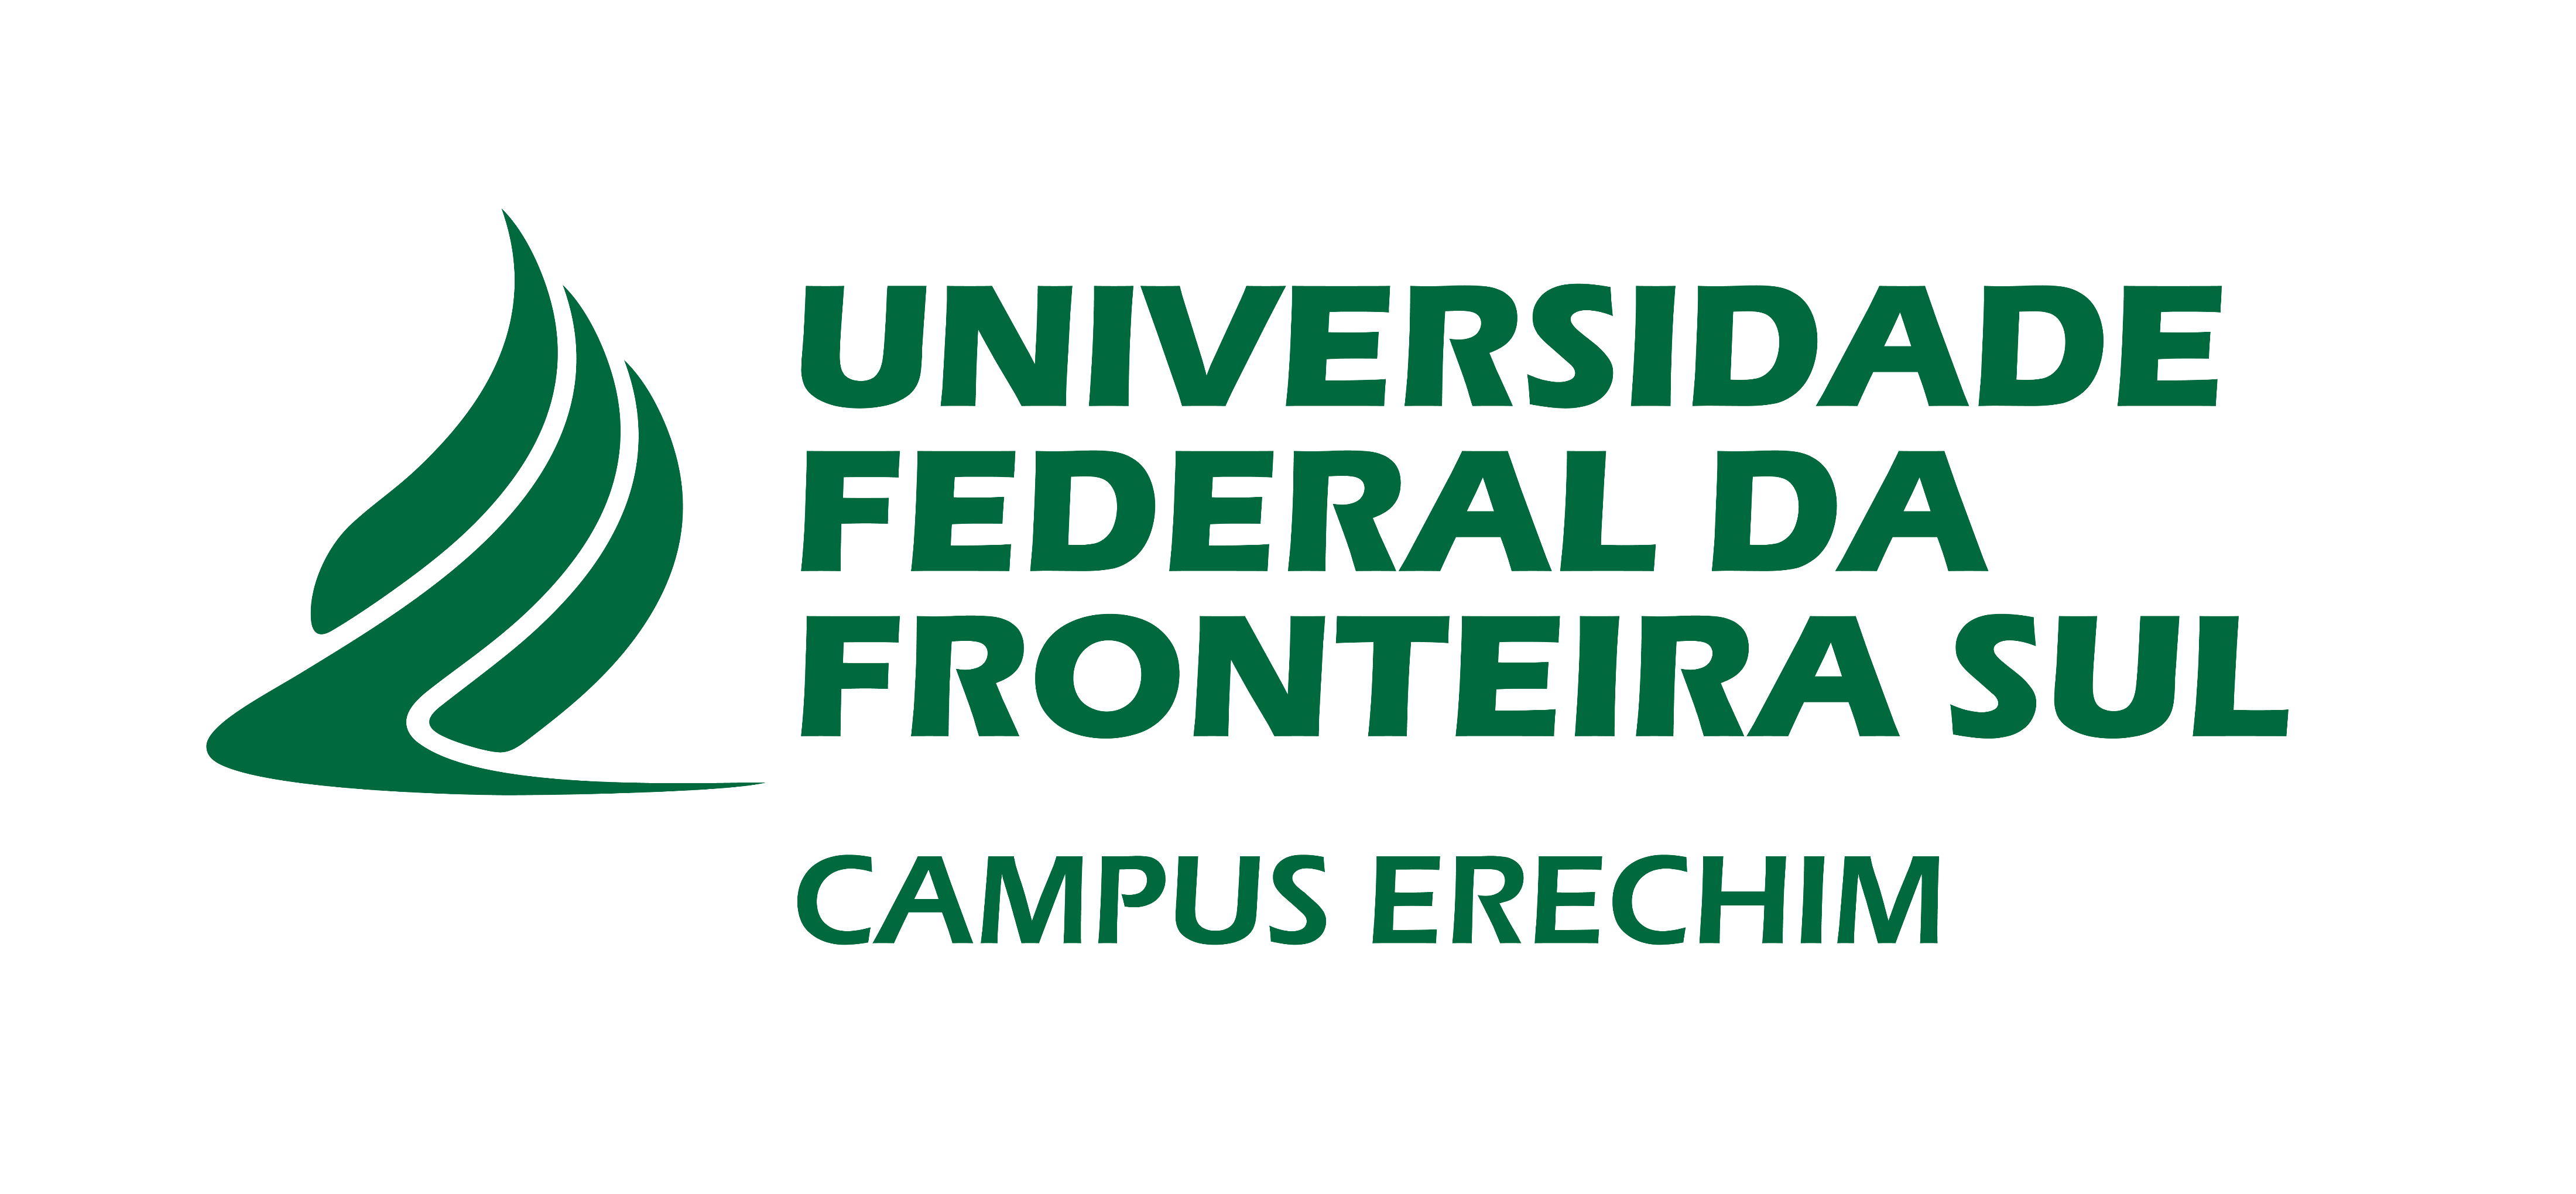 UNIVERSIDADE
FEDERAL DA
FRONTEIRA SUL
CAMPUS ERECHIM